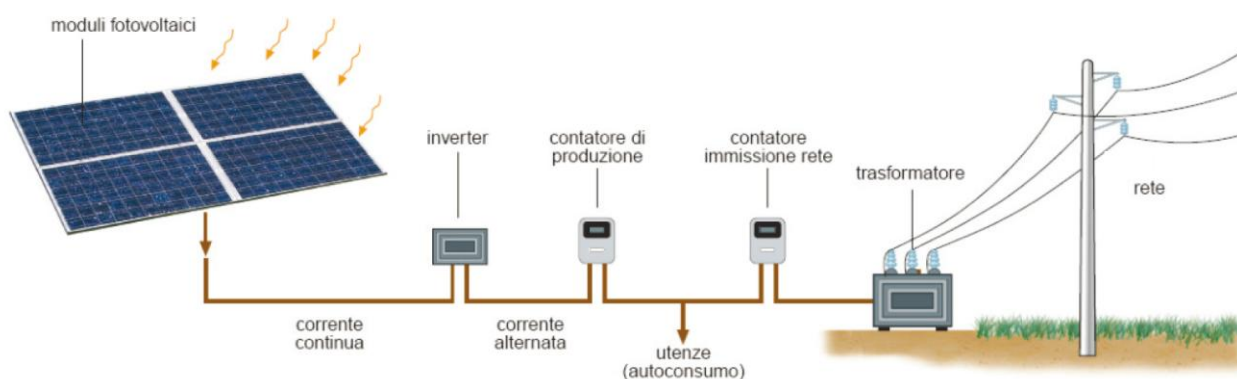 moduli fotovoltaici
inverter
contatore di
produzione
contatore
immissione rete
trasformatore
rete
corrente
continua
corrente
alternata
utenze
(autoconsumo)